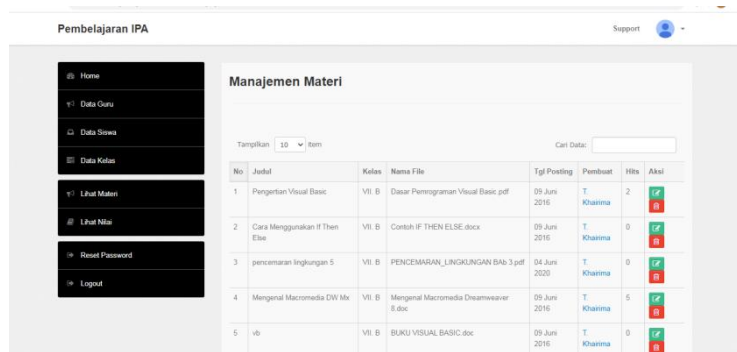 Pembelajaran IPA
Support
Home
Data Guru
Data Siswa
Data Kelas
Lihat Materi
Lihat Nilai
Reset Password
Logout
Manajemen Materi
Tampilkan 10 item
Cari Data:
No Judul Kelas Nama File Tgl Posting Pembuat Hits Aksi
1 Pengertian Visual Basic VII. B Dasar Pemrograman Visual Basic.pdf 09 Juni 2016 T. Khairima 2
2 Cara Menggunakan If Then Else VII. B Contoh IF THEN ELSE.docx 09 Juni 2016 T. Khairima 0
3 pencemaran lingkungan 5 VII. B PENCEMARAN_LINGKUNGAN BAb 3.pdf 04 Juni 2020 T. Khairima 0
4 Mengenal Macromedia DW Mx VII. B Mengenal Macromedia Dreamweaver 8.doc 09 Juni 2016 T. Khairima 5
5 vb VII. B BUKU VISUAL BASIC.doc 09 Juni 2016 T. Khairima 0